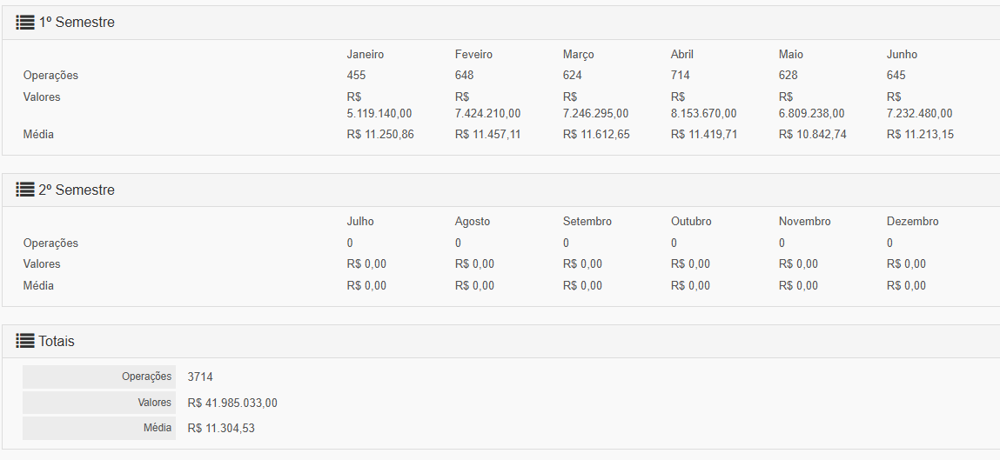 1º Semestre
Janeiro Feveiro Março Abril Maio Junho
Operações 455 648 624 714 628 645
Valores R$ R$ R$ R$ R$ R$
5.119.140,00 7.424.210,00 7.246.295,00 8.153.670,00 6.809.238,00 7.232.480,00
Média R$ 11.250,86 R$ 11.457,11 R$ 11.612,65 R$ 11.419,71 R$ 10.842,74 R$ 11.213,15
2º Semestre
Julho Agosto Setembro Outubro Novembro Dezembro
Operações 0 0 0 0 0 0
Valores R$ 0,00 R$ 0,00 R$ 0,00 R$ 0,00 R$ 0,00 R$ 0,00
Média R$ 0,00 R$ 0,00 R$ 0,00 R$ 0,00 R$ 0,00 R$ 0,00
Totais
Operações 3714
Valores R$ 41.985.033,00
Média R$ 11.304,53